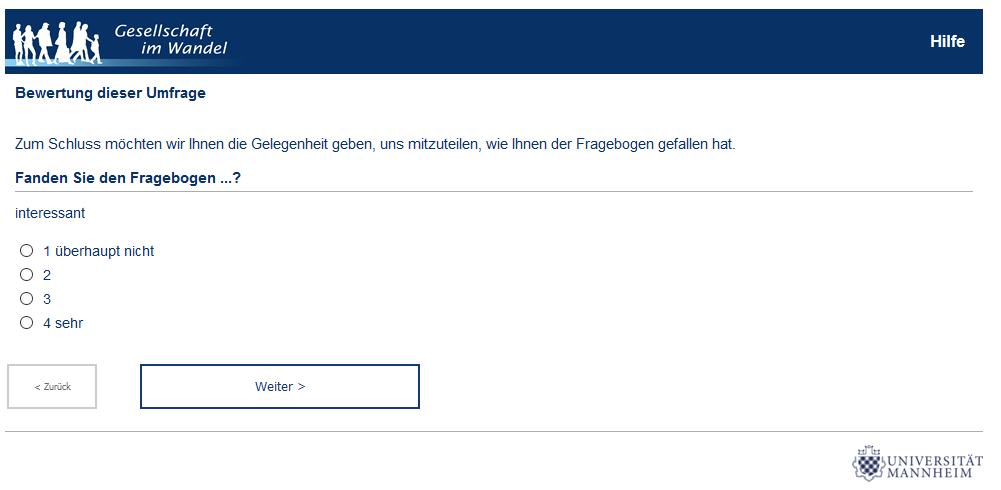 Gesellschaft
im Wandel
Hilfe
Bewertung dieser Umfrage
Zum Schluss möchten wir Ihnen die Gelegenheit geben, uns mitzuteilen, wie Ihnen der Fragebogen gefallen hat.
Fanden Sie den Fragebogen ...?
interessant
1 überhaupt nicht
2
3
4 sehr
< Zurück
Weiter >
UNIVERSITÄT
MANNHEIM